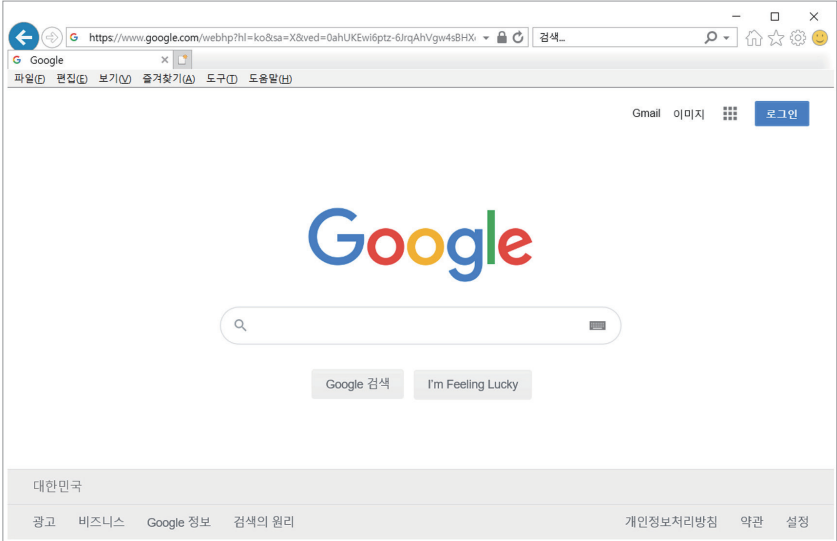 https://www.google.com/webhp?hl=ko&sa=X&ved=0ahUKEwi6ptz-6JrqAhVgw4sBHX 검색...
Google
파일(F) 편집(E) 보기(V) 즐겨찾기(A) 도구(T) 도움말(H)
Gmail 이미지 로그인
Google
Google 검색 I'm Feeling Lucky
대한민국
광고 비즈니스 Google 정보 검색의 원리 개인정보처리방침 약관 설정